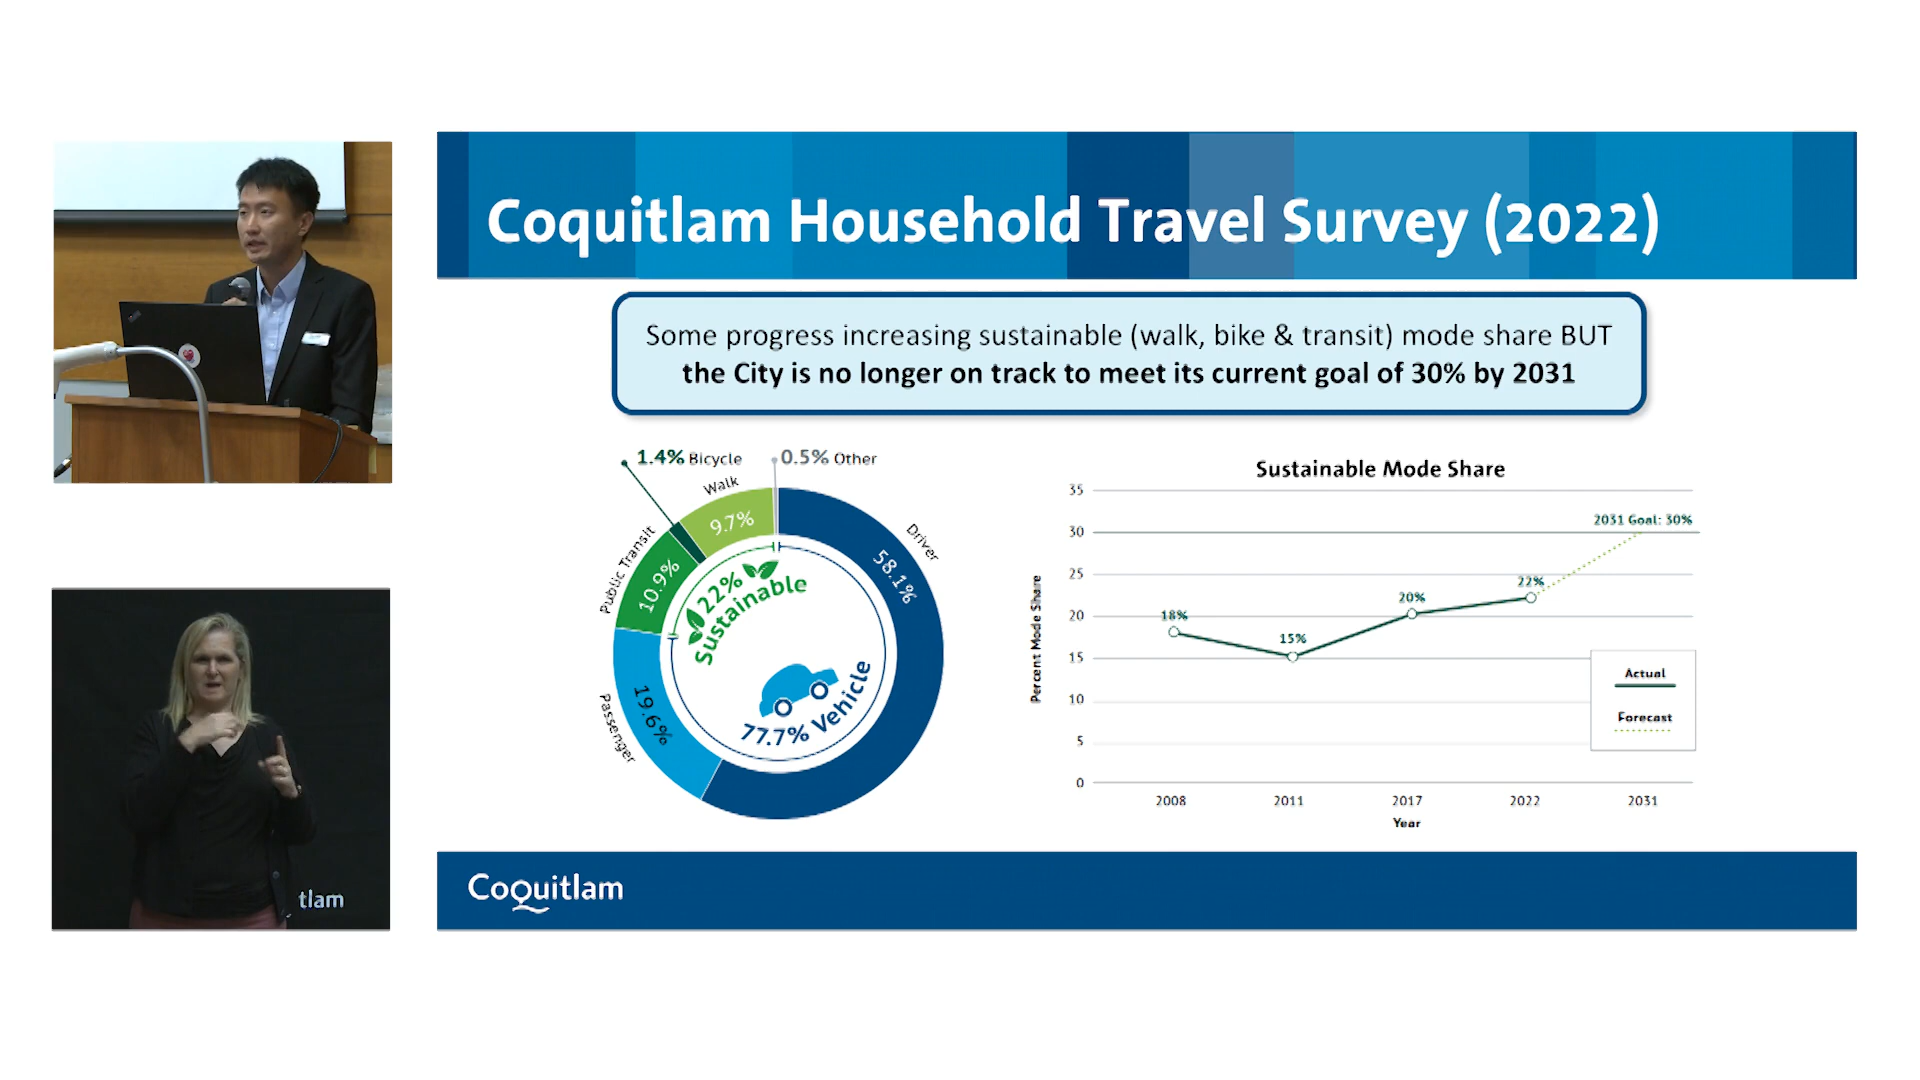 Coquitlam Household Travel Survey (2022)
Some progress increasing sustainable (walk, bike & transit) mode share BUT
the City is no longer on track to meet its current goal of 30% by 2031
1.4% Bicycle
0.5% Other
Walk
9.7%
Public Transit
10.9%
Driver
58.1%
22%
Sustainable
Passenger
19.6%
77.7% Vehicle
Sustainable Mode Share
35
30
25
20
15
10
5
0
Percent Mode Share
18%
15%
20%
22%
2031 Goal: 30%
Actual
Forecast
2008
2011
2017
2022
2031
Year
tlam
Coquitlam